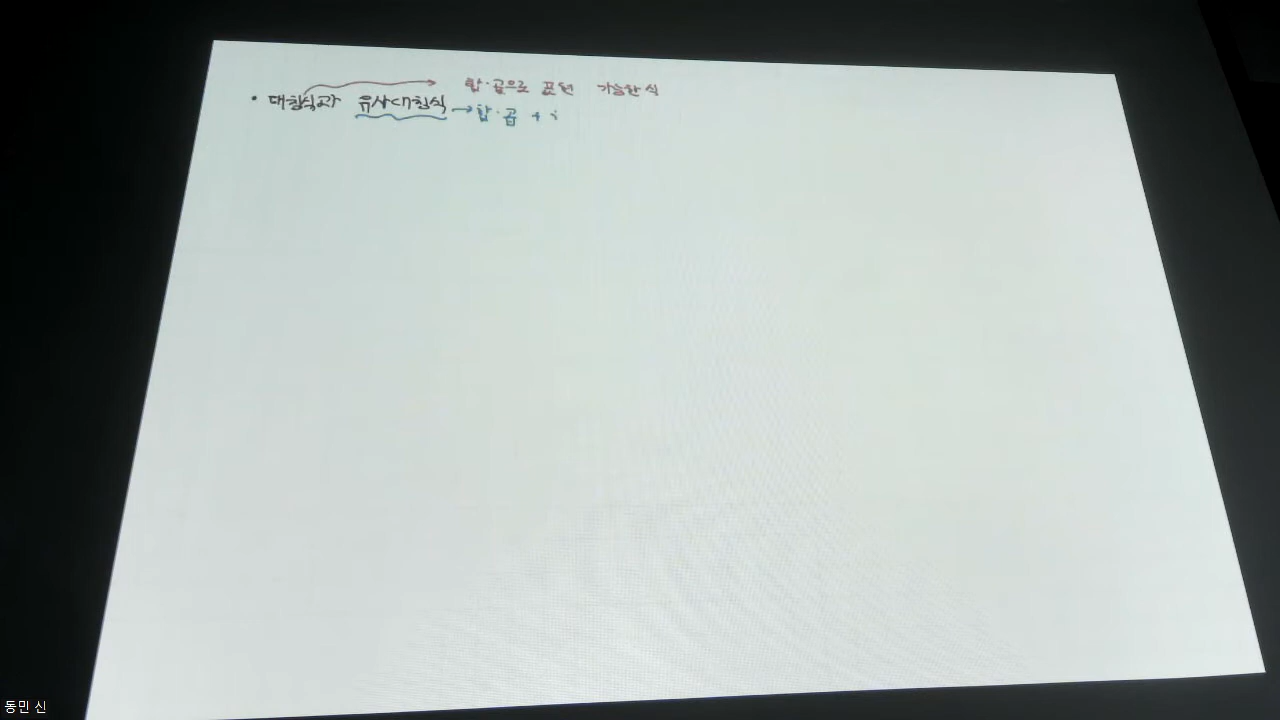 합·곱으로 표현 가능한 식
• 대칭식과 유사대칭식 → 합·곱 +
동민 신